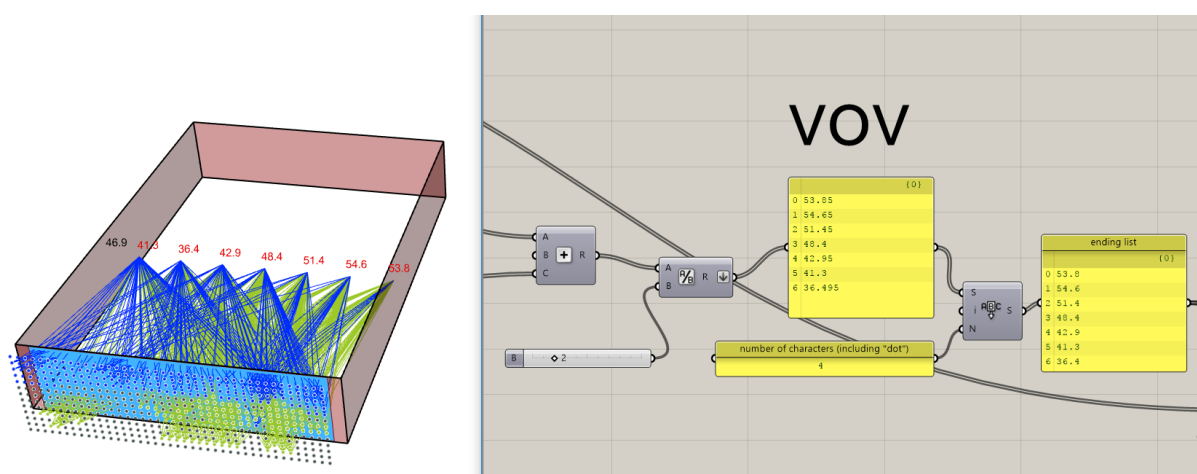 46.9 41.3 36.4 42.9 48.4 51.4 54.6 53.8
VOV
{0}
0 53.85
1 54.65
2 51.45
3 48.4
4 42.95
5 41.3
6 36.495
A
B
C
R
A
B
A/B
R
B 2
number of characters (including "dot")
4
S
i
N
ABC
S
ending list
{0}
0 53.8
1 54.6
2 51.4
3 48.4
4 42.9
5 41.3
6 36.4